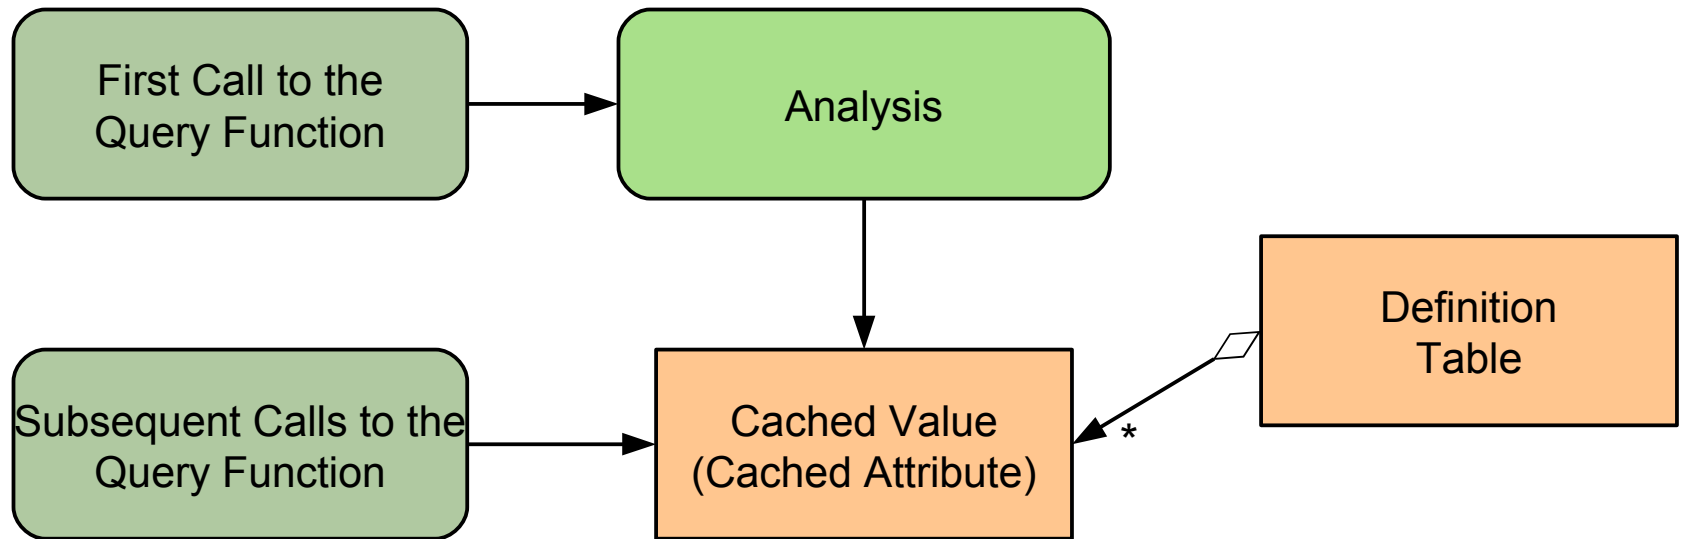 First Call to the
Query Function
Analysis
Definition
Table
Subsequent Calls to the
Query Function
Cached Value
(Cached Attribute)
*